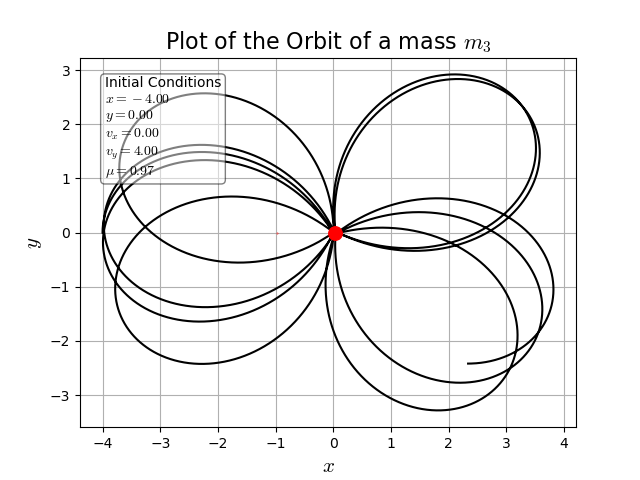 Plot of the Orbit of a mass m₃
Initial Conditions
x = −4.00
y = 0.00
vₓ = 0.00
v_y = 4.00
μ = 0.97
3
2
1
0
−1
−2
−3
y
−4 −3 −2 −1 0 1 2 3 4
x